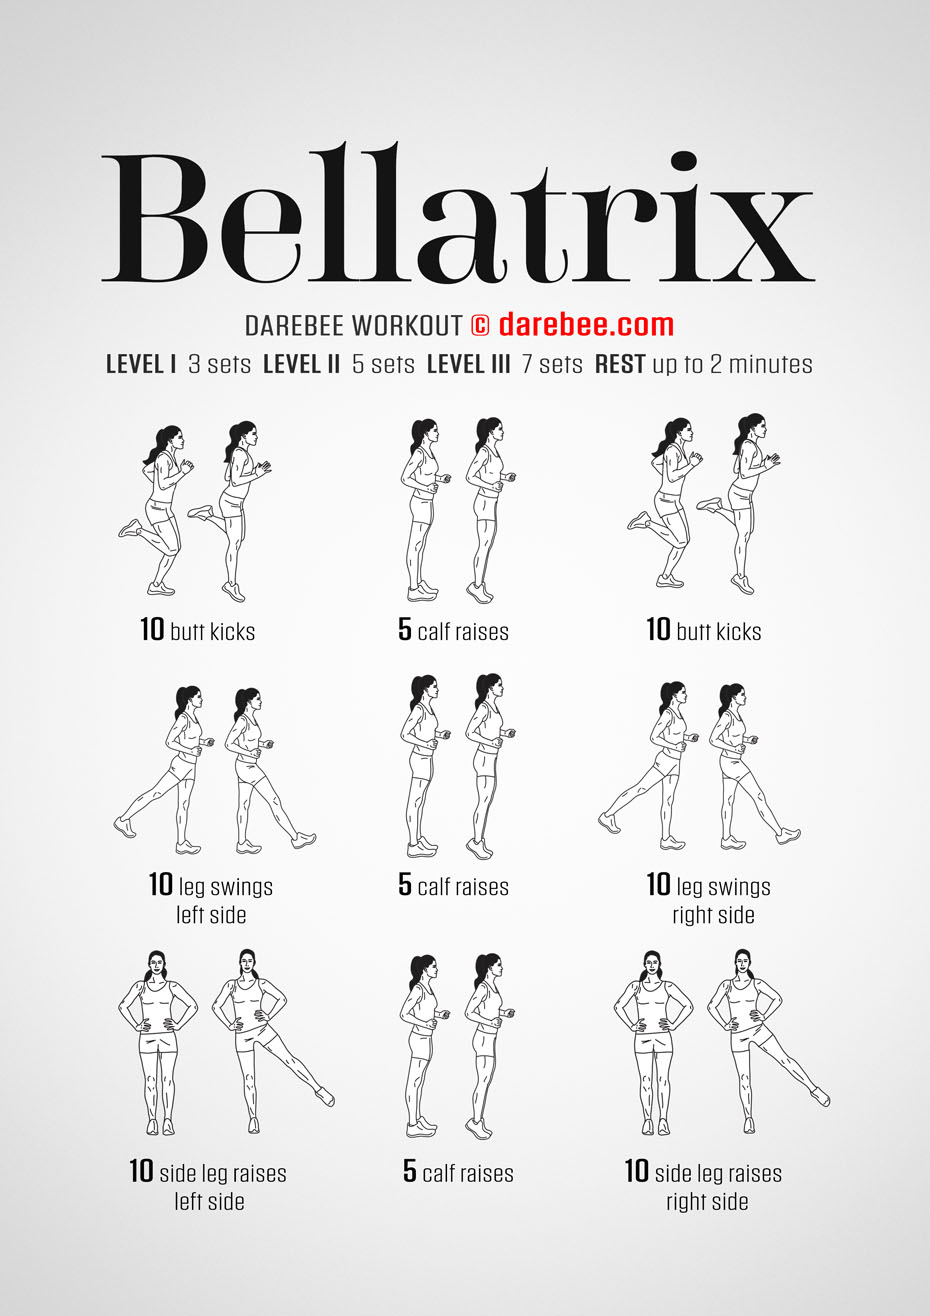 Bellatrix
DAREBEE WORKOUT © darebee.com
LEVEL I 3 sets LEVEL II 5 sets LEVEL III 7 sets REST up to 2 minutes
10 butt kicks
5 calf raises
10 butt kicks
10 leg swings
left side
5 calf raises
10 leg swings
right side
10 side leg raises
left side
5 calf raises
10 side leg raises
right side